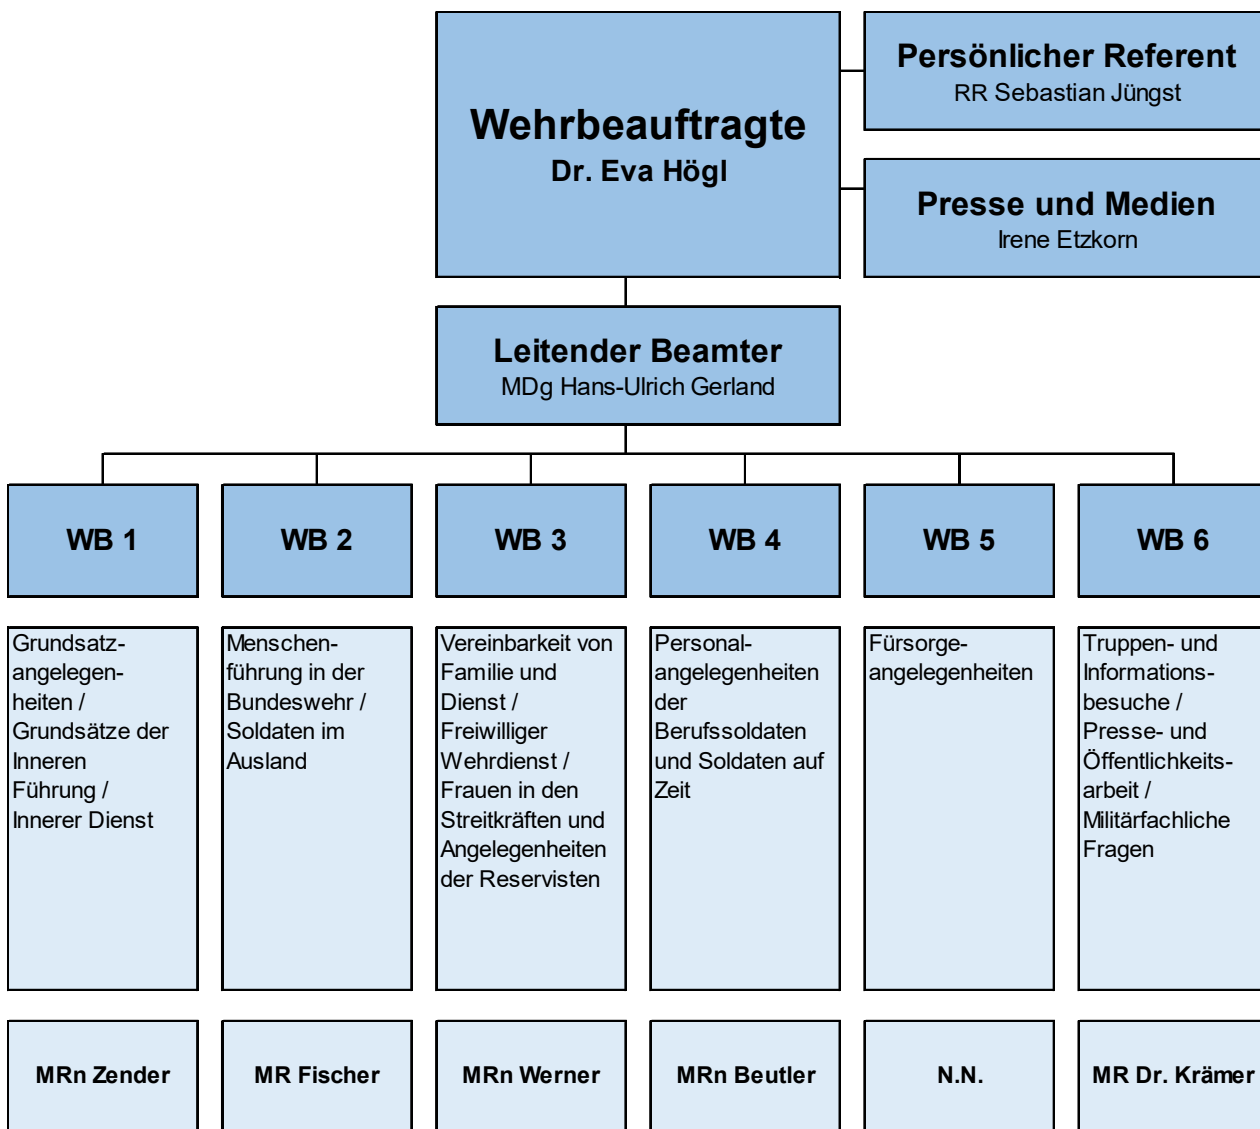 Wehrbeauftragte
Dr. Eva Högl
Persönlicher Referent
RR Sebastian Jüngst
Presse und Medien
Irene Etzkorn
Leitender Beamter
MDg Hans-Ulrich Gerland
WB 1
WB 2
WB 3
WB 4
WB 5
WB 6
Grundsatz-
angelegen-
heiten /
Grundsätze der
Inneren
Führung /
Innerer Dienst
Menschen-
führung in der
Bundeswehr /
Soldaten im
Ausland
Vereinbarkeit von
Familie und
Dienst /
Freiwilliger
Wehrdienst /
Frauen in den
Streitkräften und
Angelegenheiten
der Reservisten
Personal-
angelegenheiten
der
Berufssoldaten
und Soldaten auf
Zeit
Fürsorge-
angelegenheiten
Truppen- und
Informations-
besuche /
Presse- und
Öffentlichkeits-
arbeit /
Militärfachliche
Fragen
MRn Zender
MR Fischer
MRn Werner
MRn Beutler
N.N.
MR Dr. Krämer